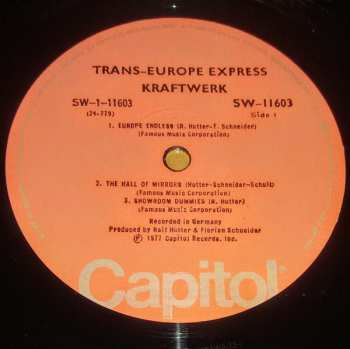 TRANS-EUROPE EXPRESS
KRAFTWERK
SW-1-11603 SW-11603
(24-779) Side 1
1. EUROPE ENDLESS (R. Hutter-F. Schneider)
(Famous Music Corporation)
2. THE HALL OF MIRRORS (Hutter-Schneider-Schult)
(Famous Music Corporation)
3. SHOWROOM DUMMIES (R. Hutter)
(Famous Music Corporation)
Recorded in Germany
Produced by Ralf Hutter & Florian Schneider
℗ 1977 Capitol Records, Inc.
Capitol